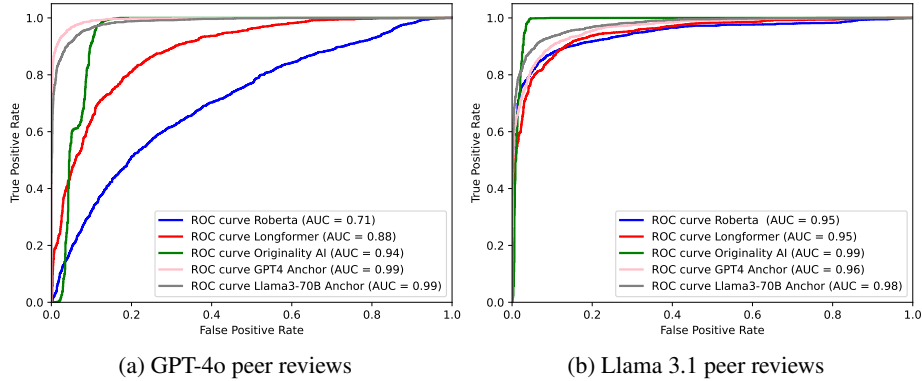 1.0
0.8
0.6
0.4
0.2
0.0
True Positive Rate
0.0 0.2 0.4 0.6 0.8 1.0
False Positive Rate
ROC curve Roberta (AUC = 0.71)
ROC curve Longformer (AUC = 0.88)
ROC curve Originality AI (AUC = 0.94)
ROC curve GPT4 Anchor (AUC = 0.99)
ROC curve Llama3-70B Anchor (AUC = 0.99)
(a) GPT-4o peer reviews
1.0
0.8
0.6
0.4
0.2
0.0
True Positive Rate
0.0 0.2 0.4 0.6 0.8 1.0
False Positive Rate
ROC curve Roberta (AUC = 0.95)
ROC curve Longformer (AUC = 0.95)
ROC curve Originality AI (AUC = 0.99)
ROC curve GPT4 Anchor (AUC = 0.96)
ROC curve Llama3-70B Anchor (AUC = 0.98)
(b) Llama 3.1 peer reviews